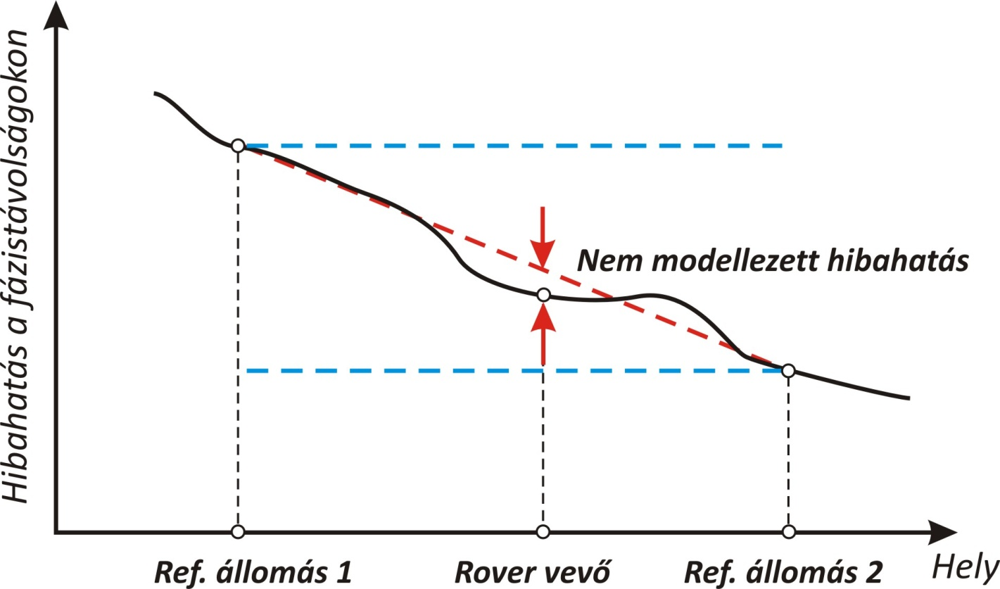 Hibahatás a fázistávolságokon
Nem modellezett hibahatás
Ref. állomás 1
Rover vevő
Ref. állomás 2
Hely